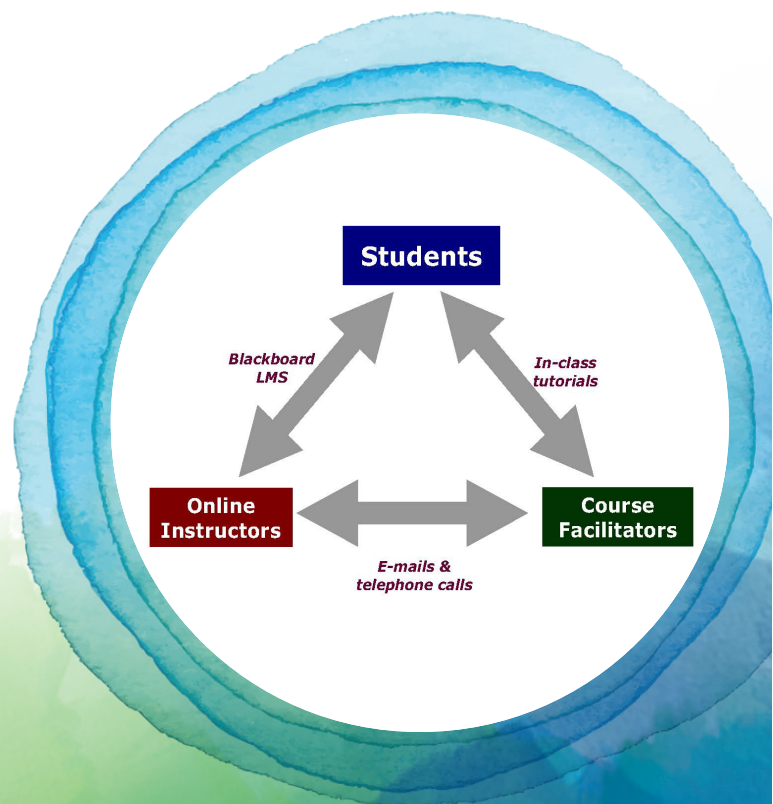 Students
Blackboard
LMS
In-class
tutorials
Online
Instructors
Course
Facilitators
E-mails &
telephone calls